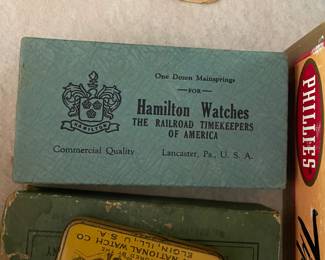 One Dozen Mainsprings
FOR
Hamilton Watches
THE RAILROAD TIMEKEEPERS
OF AMERICA
HAMILTON
Commercial Quality
Lancaster, Pa., U. S. A.
PHILLIES
NATIONAL WATCH CO
ELGIN, ILL., U.S.A.